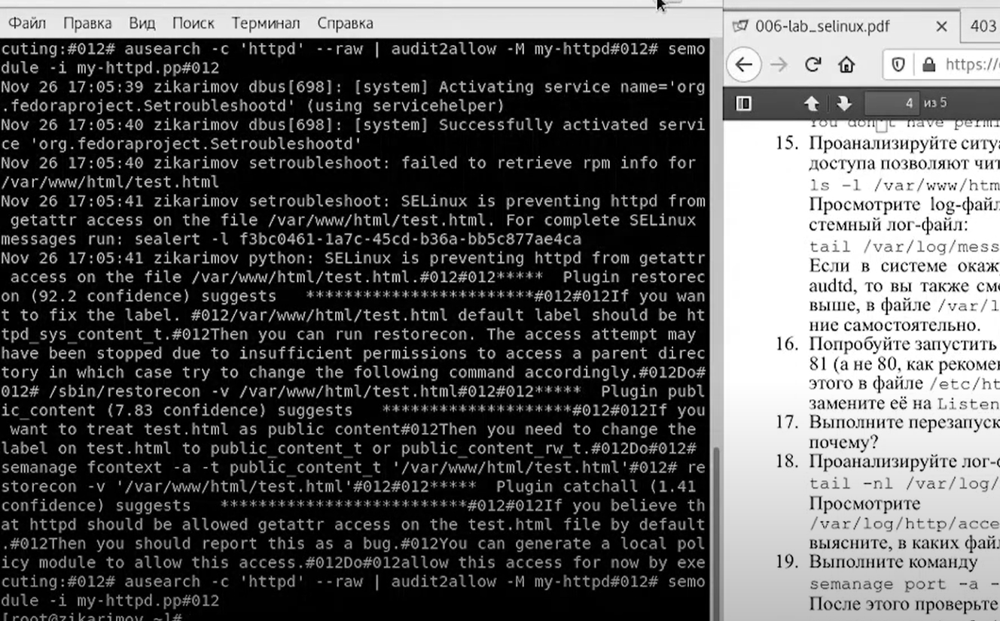 Файл Правка Вид Поиск Терминал Справка
cuting:#012# ausearch -c 'httpd' --raw | audit2allow -M my-httpd#012# semo
dule -i my-httpd.pp#012
Nov 26 17:05:39 zikarimov dbus[698]: [system] Activating service name='org
.fedoraproject.Setroubleshootd' (using servicehelper)
Nov 26 17:05:40 zikarimov dbus[698]: [system] Successfully activated servi
ce 'org.fedoraproject.Setroubleshootd'
Nov 26 17:05:40 zikarimov setroubleshoot: failed to retrieve rpm info for
/var/www/html/test.html
Nov 26 17:05:41 zikarimov setroubleshoot: SELinux is preventing httpd from
 getattr access on the file /var/www/html/test.html. For complete SELinux
messages run: sealert -l f3bc0461-1a7c-45cd-b36a-bb5c877ae4ca
Nov 26 17:05:41 zikarimov python: SELinux is preventing httpd from getattr
 access on the file /var/www/html/test.html.#012#012***** Plugin restorec
on (92.2 confidence) suggests ************************#012#012If you wan
t to fix the label. #012/var/www/html/test.html default label should be ht
tpd_sys_content_t.#012Then you can run restorecon. The access attempt may
have been stopped due to insufficient permissions to access a parent direc
tory in which case try to change the following command accordingly.#012Do#
012# /sbin/restorecon -v /var/www/html/test.html#012#012***** Plugin publ
ic_content (7.83 confidence) suggests ********************#012#012If you
 want to treat test.html as public content#012Then you need to change the
label on test.html to public_content_t or public_content_rw_t.#012Do#012#
semanage fcontext -a -t public_content_t '/var/www/html/test.html'#012# re
storecon -v '/var/www/html/test.html'#012#012***** Plugin catchall (1.41
confidence) suggests **************************#012#012If you believe th
at httpd should be allowed getattr access on the test.html file by default
.#012Then you should report this as a bug.#012You can generate a local pol
icy module to allow this access.#012Do#012allow this access for now by exe
cuting:#012# ausearch -c 'httpd' --raw | audit2allow -M my-httpd#012# semo
dule -i my-httpd.pp#012
[root@zikarimov ~]#
006-lab_selinux.pdf
403
https://
4 из 5
You don't have permi
15. Проанализируйте ситуа
доступа позволяют чит
ls -l /var/www/htm
Просмотрите log-файл
стемный лог-файл:
tail /var/log/mess
Если в системе окаж
audtd, то вы также смо
выше, в файле /var/l
ние самостоятельно.
16. Попробуйте запустить
81 (а не 80, как рекомен
этого в файле /etc/ht
замените её на Listen
17. Выполните перезапуск
почему?
18. Проанализируйте лог-ф
tail -nl /var/log/
Просмотрите
/var/log/http/acce
выясните, в каких файл
19. Выполните команду
semanage port -a -
После этого проверьте